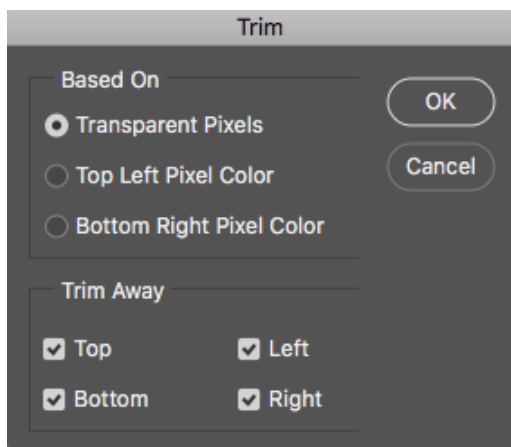 Trim
Based On
OK
Transparent Pixels
Top Left Pixel Color
Cancel
Bottom Right Pixel Color
Trim Away
Top Left
Bottom Right